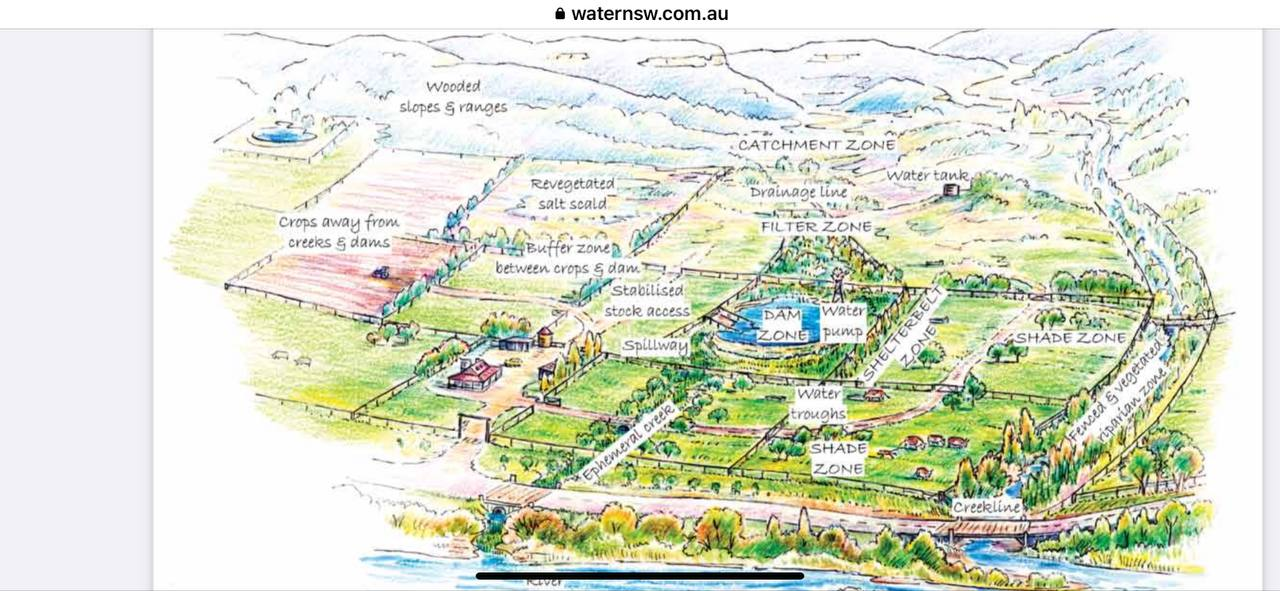 waternsw.com.au
Wooded
slopes & ranges
CATCHMENT ZONE
Revegetated
salt scald
Drainage line
Water tank
Crops away from
creeks & dams
FILTER ZONE
Buffer zone
between crops & dam
Stabilised
stock access
DAM
ZONE
Water
pump
SHELTERBELT
ZONE
SHADE ZONE
Spillway
Fenced & vegetated
riparian zone
Water
troughs
Ephemeral creek
SHADE
ZONE
Creekline
River